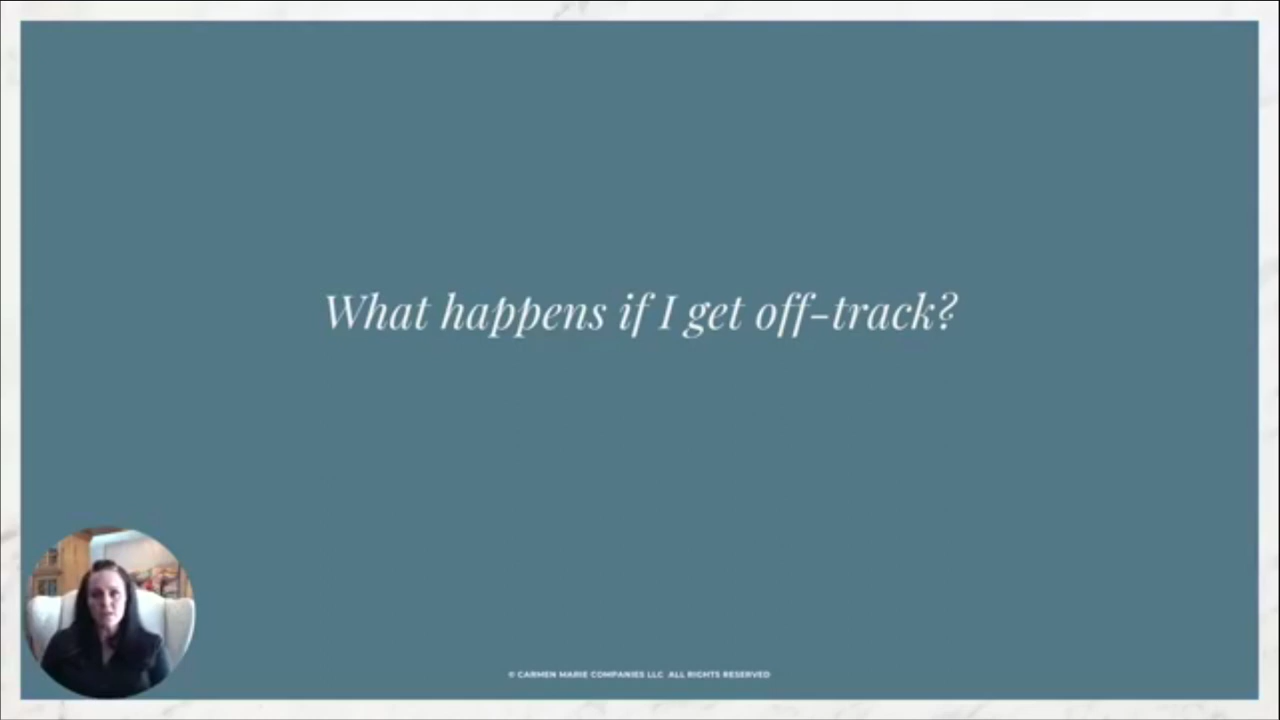 What happens if I get off-track?
© CARMEN MARIE COMPANIES LLC ALL RIGHTS RESERVED